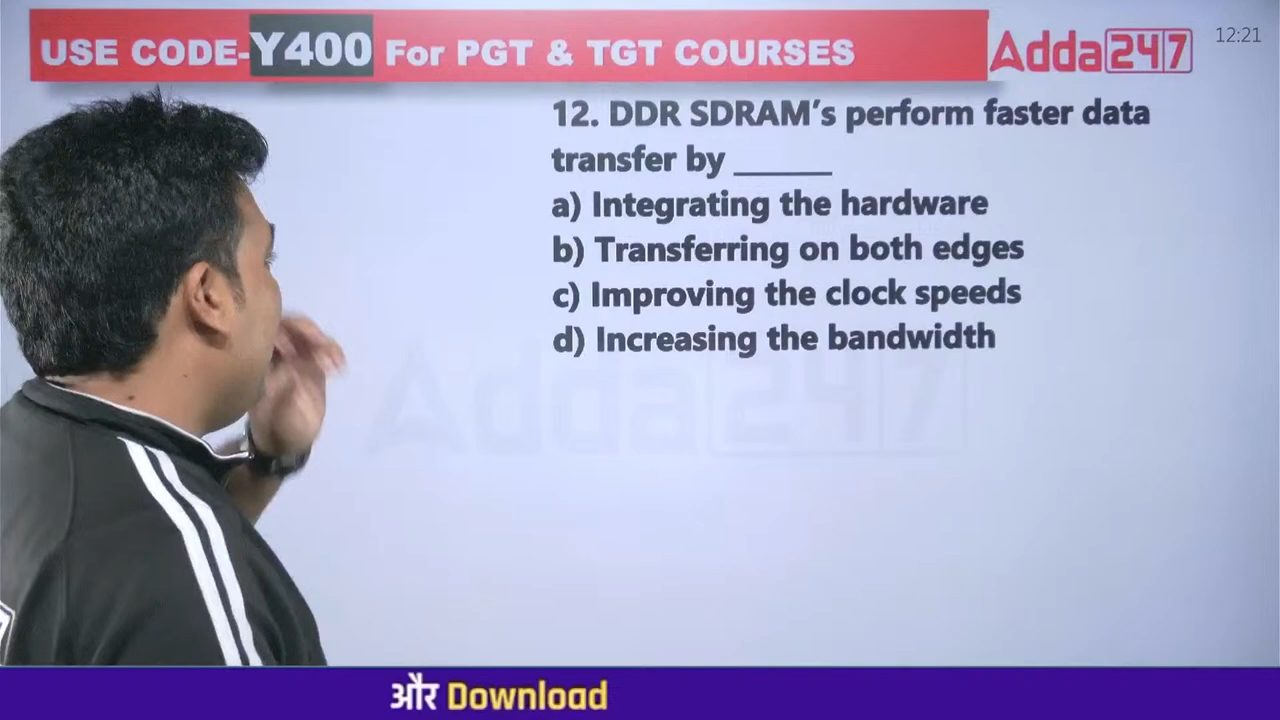 USE CODE-Y400 For PGT & TGT COURSES
Adda247
12:21
12. DDR SDRAM’s perform faster data
transfer by ______
a) Integrating the hardware
b) Transferring on both edges
c) Improving the clock speeds
d) Increasing the bandwidth
Adda247
और Download